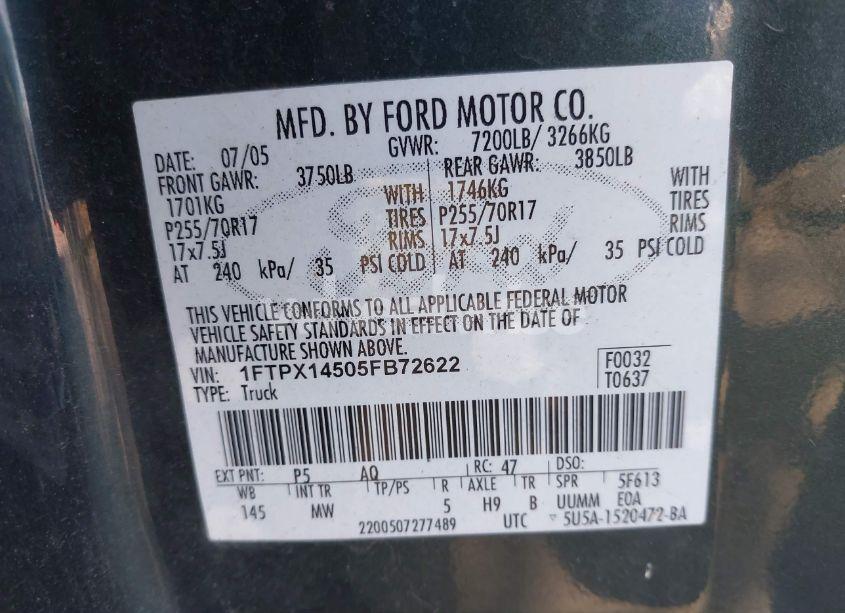 MFD. BY FORD MOTOR CO.
DATE: 07/05 GVWR: 7200LB/ 3266KG
FRONT GAWR: 3750LB REAR GAWR: 3850LB
1701KG WITH 1746KG WITH
P255/70R17 TIRES P255/70R17 TIRES
17x7.5J RIMS 17x7.5J RIMS
AT 240 kPa/ 35 PSI COLD AT 240 kPa/ 35 PSI COLD
THIS VEHICLE CONFORMS TO ALL APPLICABLE FEDERAL MOTOR
VEHICLE SAFETY STANDARDS IN EFFECT ON THE DATE OF
MANUFACTURE SHOWN ABOVE.
VIN: 1FTPX14505FB72622 F0032
TYPE: Truck T0637
EXT PNT: P5 AQ RC: 47 DSO:
WB INT TR TP/PS R AXLE TR SPR 5F613
145 MW 5 H9 B UUMM EOA
2200507277489 UTC 5U5A-1520472-BA